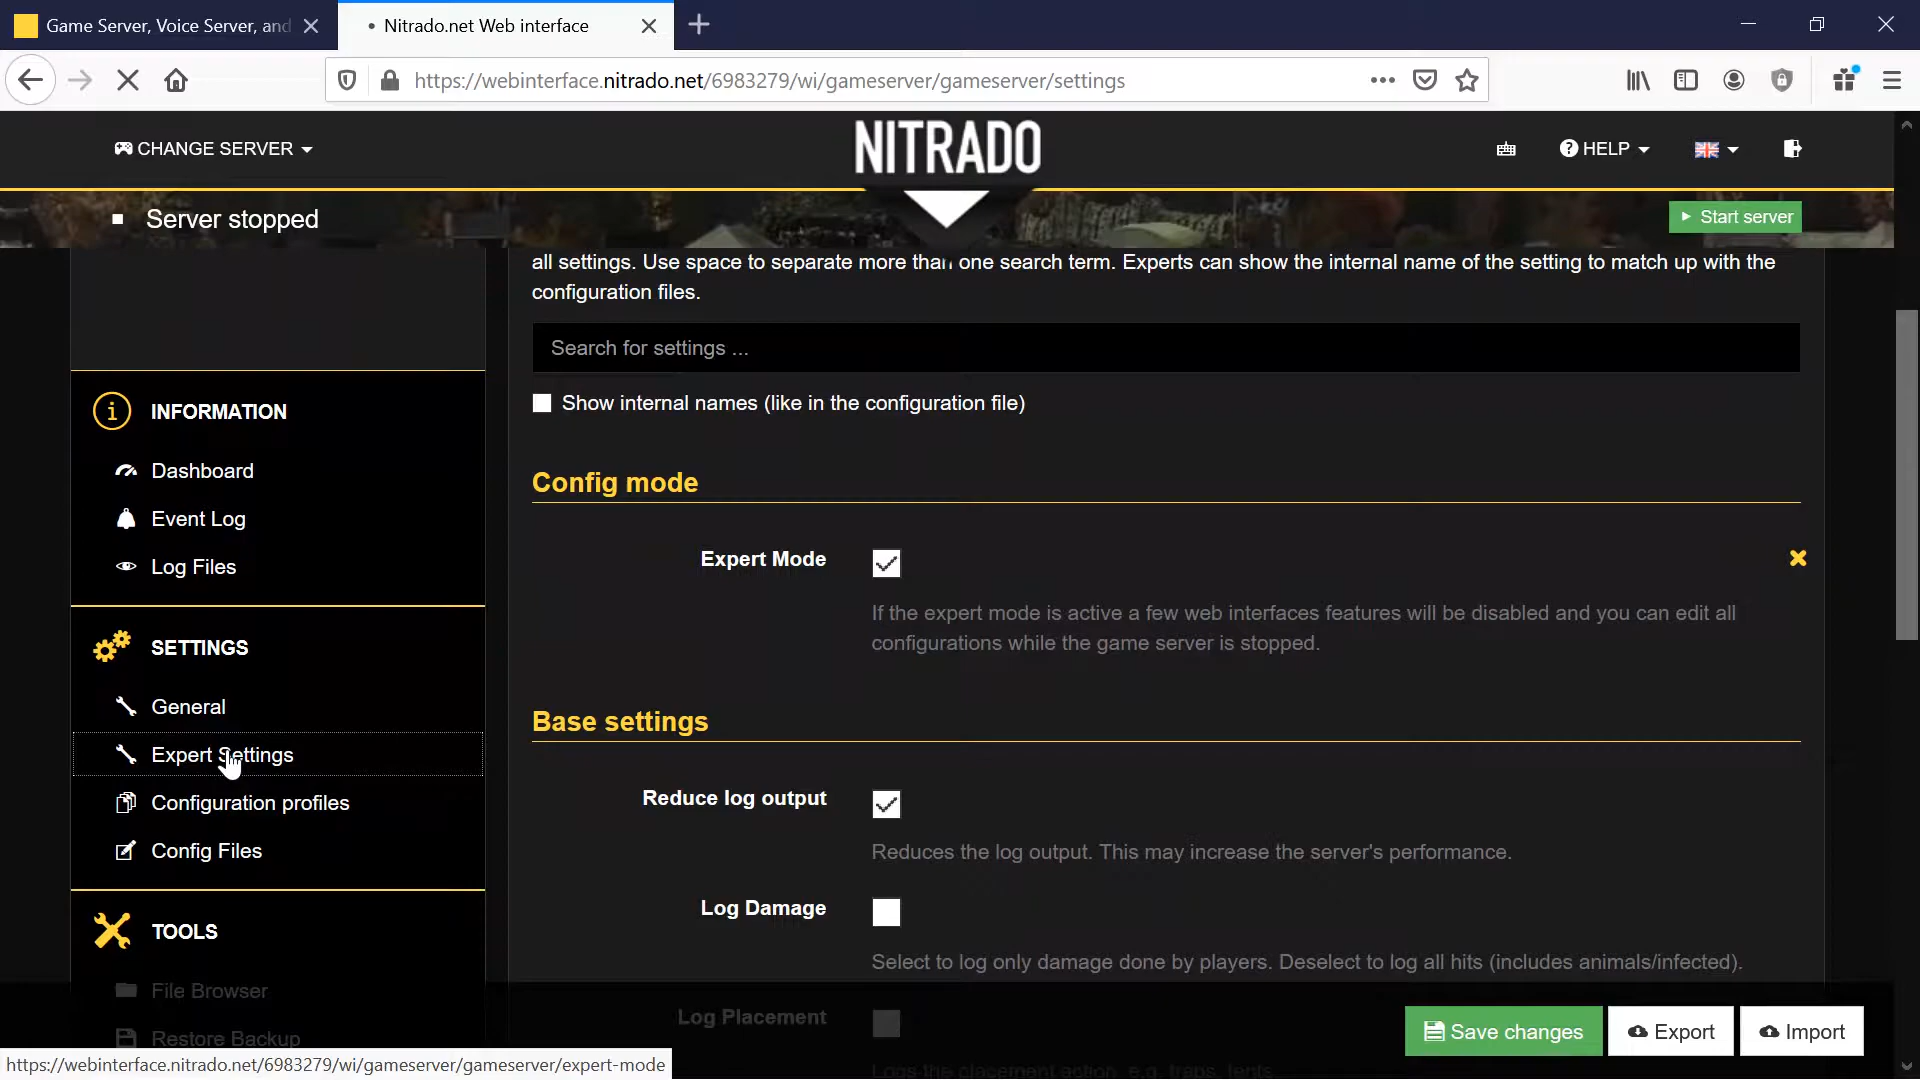 Game Server, Voice Server, and
• Nitrado.net Web interface
https://webinterface.nitrado.net/6983279/wi/gameserver/gameserver/settings
CHANGE SERVER
NITRADO
HELP
Server stopped
Start server
all settings. Use space to separate more than one search term. Experts can show the internal name of the setting to match up with the
configuration files.
Search for settings ...
Show internal names (like in the configuration file)
INFORMATION
Dashboard
Event Log
Log Files
SETTINGS
General
Expert Settings
Configuration profiles
Config Files
TOOLS
File Browser
Restore Backup
Config mode
Expert Mode
If the expert mode is active a few web interfaces features will be disabled and you can edit all
configurations while the game server is stopped.
Base settings
Reduce log output
Reduces the log output. This may increase the server's performance.
Log Damage
Select to log only damage done by players. Deselect to log all hits (includes animals/infected).
Log Placement
Logs the placement action, e.g. traps, tents.
Save changes
Export
Import
https://webinterface.nitrado.net/6983279/wi/gameserver/gameserver/expert-mode